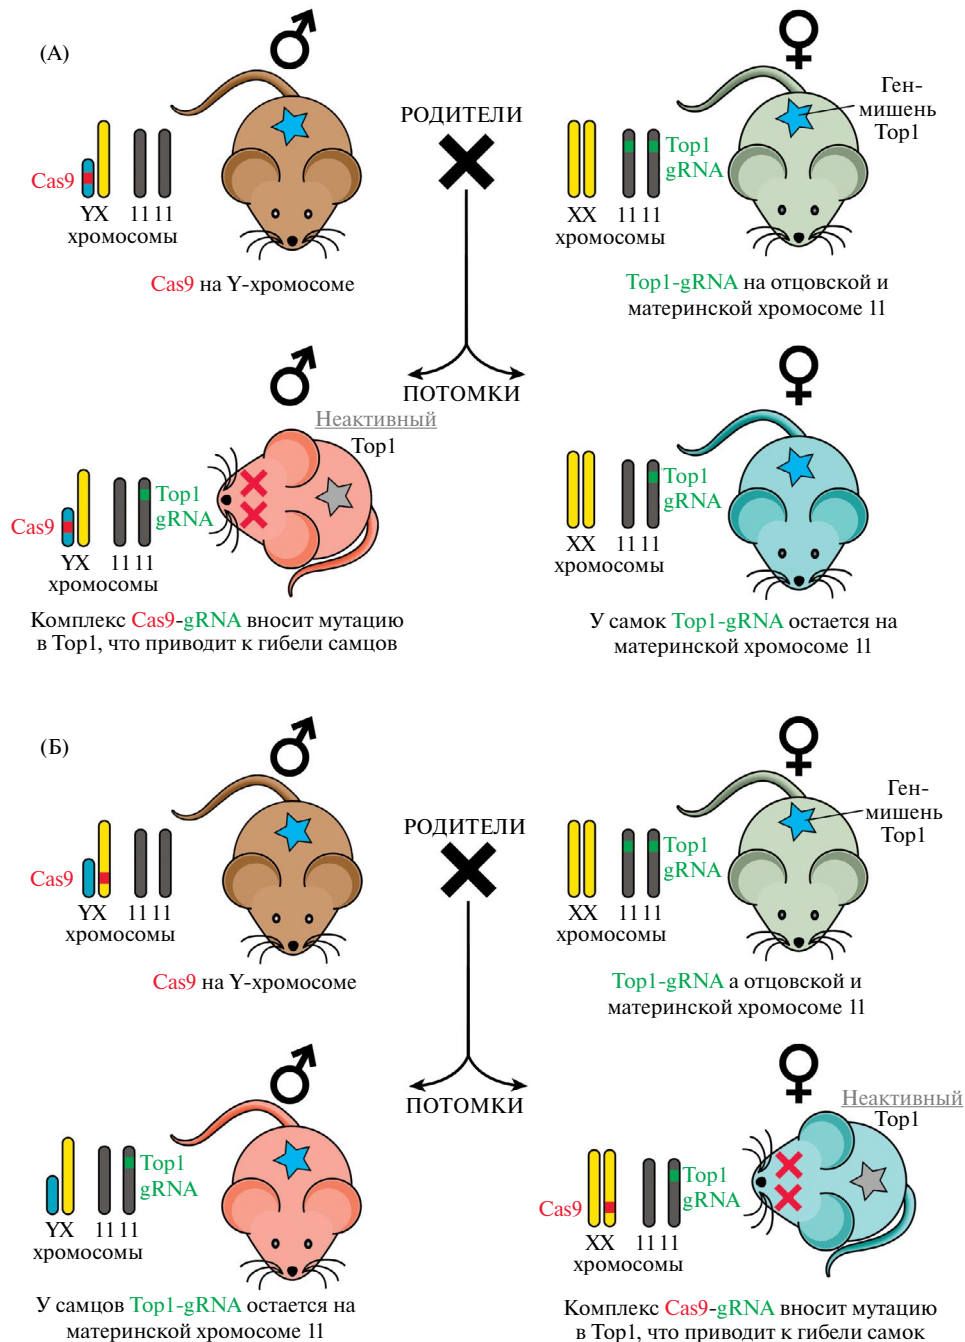 (А)
РОДИТЕЛИ
Ген-
мишень
Top1
Cas9
YX 11 11
хромосомы
Top1
gRNA
XX 11 11
хромосомы
Cas9 на Y-хромосоме
Top1-gRNA на отцовской и
материнской хромосоме 11
ПОТОМКИ
Неактивный
Top1
Cas9
Top1
gRNA
YX 11 11
хромосомы
Top1
gRNA
XX 11 11
хромосомы
Комплекс Cas9-gRNA вносит мутацию
в Top1, что приводит к гибели самцов
У самок Top1-gRNA остается на
материнской хромосоме 11
(Б)
РОДИТЕЛИ
Ген-
мишень
Top1
Cas9
YX 11 11
хромосомы
Top1
gRNA
XX 11 11
хромосомы
Cas9 на Y-хромосоме
Top1-gRNA а отцовской и
материнской хромосоме 11
ПОТОМКИ
Top1
gRNA
YX 11 11
хромосомы
Неактивный
Top1
Cas9
Top1
gRNA
XX 11 11
хромосомы
У самцов Top1-gRNA остается на
материнской хромосоме 11
Комплекс Cas9-gRNA вносит мутацию
в Top1, что приводит к гибели самок